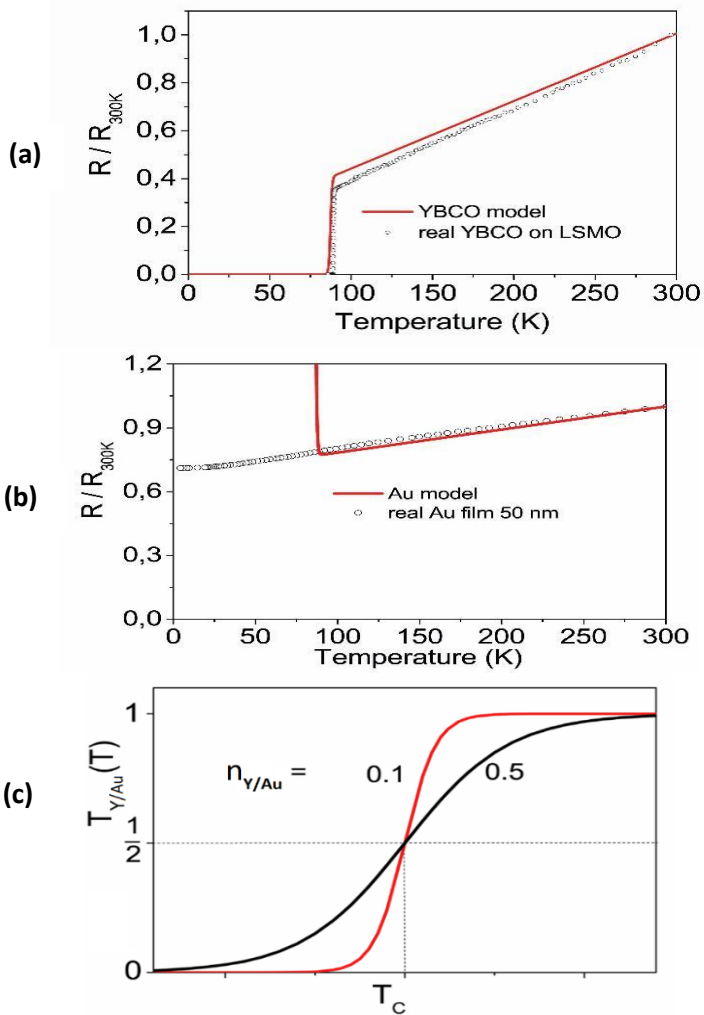 (a)
R / R300K
1,0
0,8
0,6
0,4
0,2
0,0
YBCO model
real YBCO on LSMO
0 50 100 150 200 250 300
Temperature (K)
(b)
R / R300K
1,2
0,9
0,6
0,3
0,0
Au model
real Au film 50 nm
0 50 100 150 200 250 300
Temperature (K)
(c)
TY/Au(T)
1
1
2
0
nY/Au = 0.1 0.5
TC